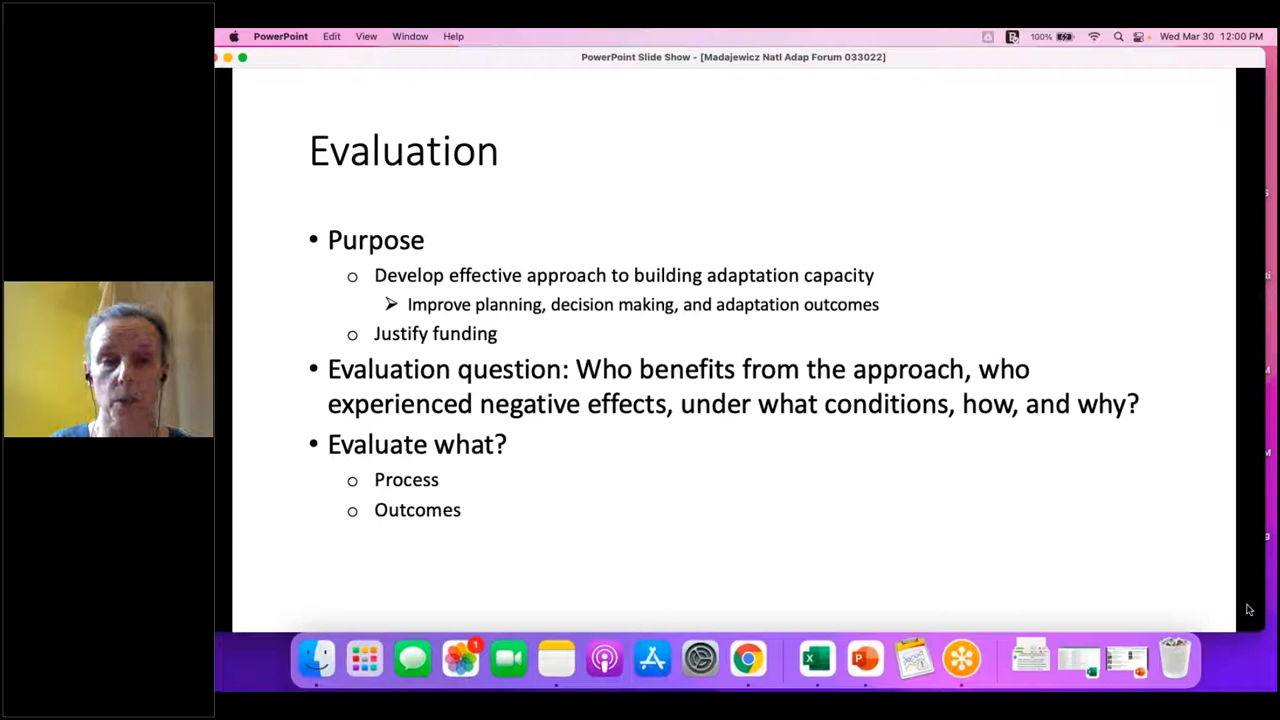 PowerPoint Edit View Window Help 100% Wed Mar 30 12:00 PM
PowerPoint Slide Show - [Madajewicz Natl Adap Forum 033022]
Evaluation
• Purpose
o Develop effective approach to building adaptation capacity
➢ Improve planning, decision making, and adaptation outcomes
o Justify funding
• Evaluation question: Who benefits from the approach, who
experienced negative effects, under what conditions, how, and why?
• Evaluate what?
o Process
o Outcomes
1